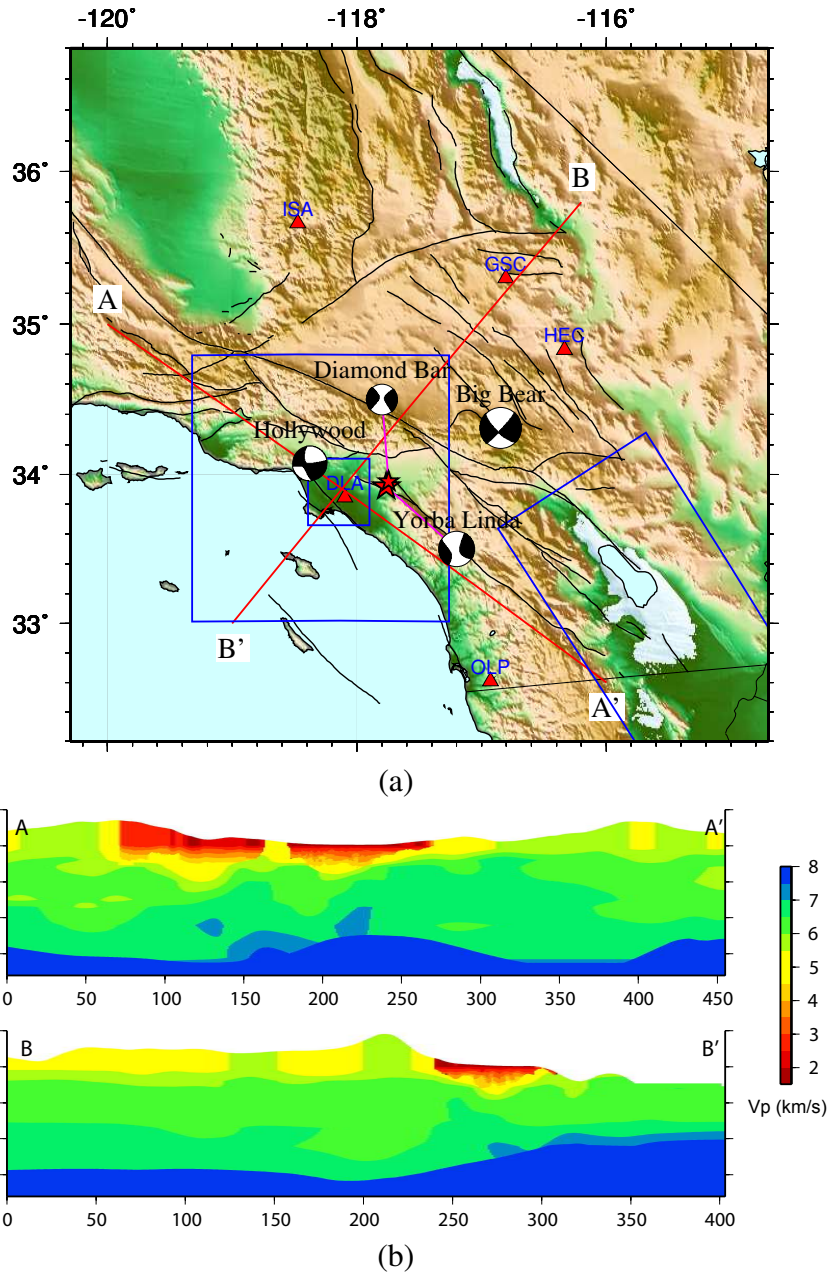 -120° -118° -116°
36°
B
ISA
GSC
A
35°
HEC
Diamond Bar
Big Bear
Hollywood
34°
DLA
Yorba Linda
33°
B’
OLP
A’
(a)
A A’
8
7
6
5
4
3
2
0 50 100 150 200 250 300 350 400 450
B B’
Vp (km/s)
0 50 100 150 200 250 300 350 400
(b)